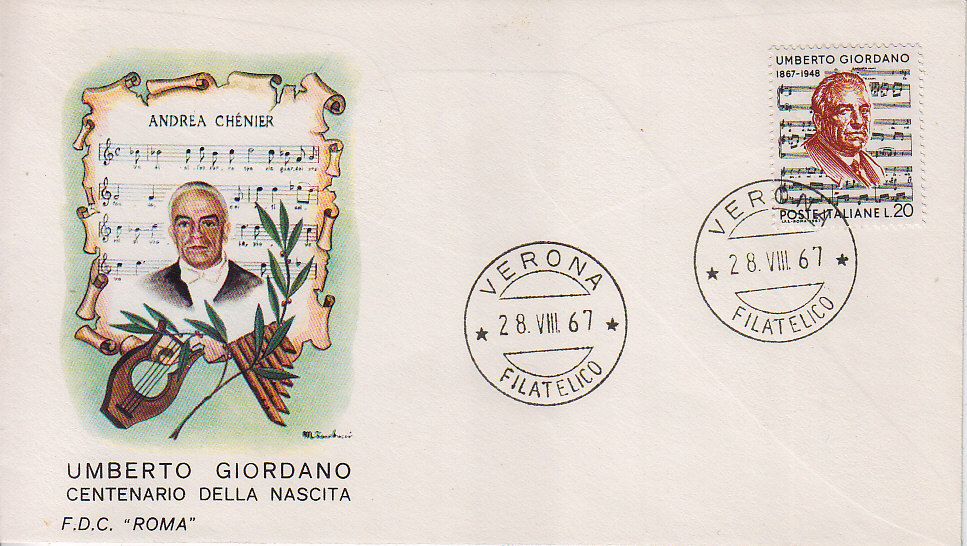 ANDREA CHÉNIER
UMBERTO GIORDANO
CENTENARIO DELLA NASCITA
F.D.C. "ROMA"
VERONA
28.VIII.67
FILATELICO
UMBERTO GIORDANO
1867-1948
POSTE ITALIANE L.20
VERONA
28.VIII.67
FILATELICO